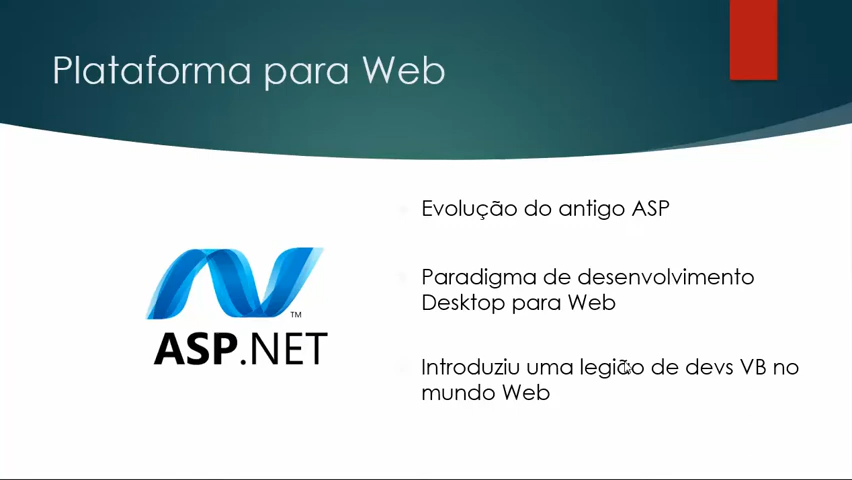 Plataforma para Web
Evolução do antigo ASP
Paradigma de desenvolvimento
Desktop para Web
TM
ASP.NET
Introduziu uma legião de devs VB no
mundo Web